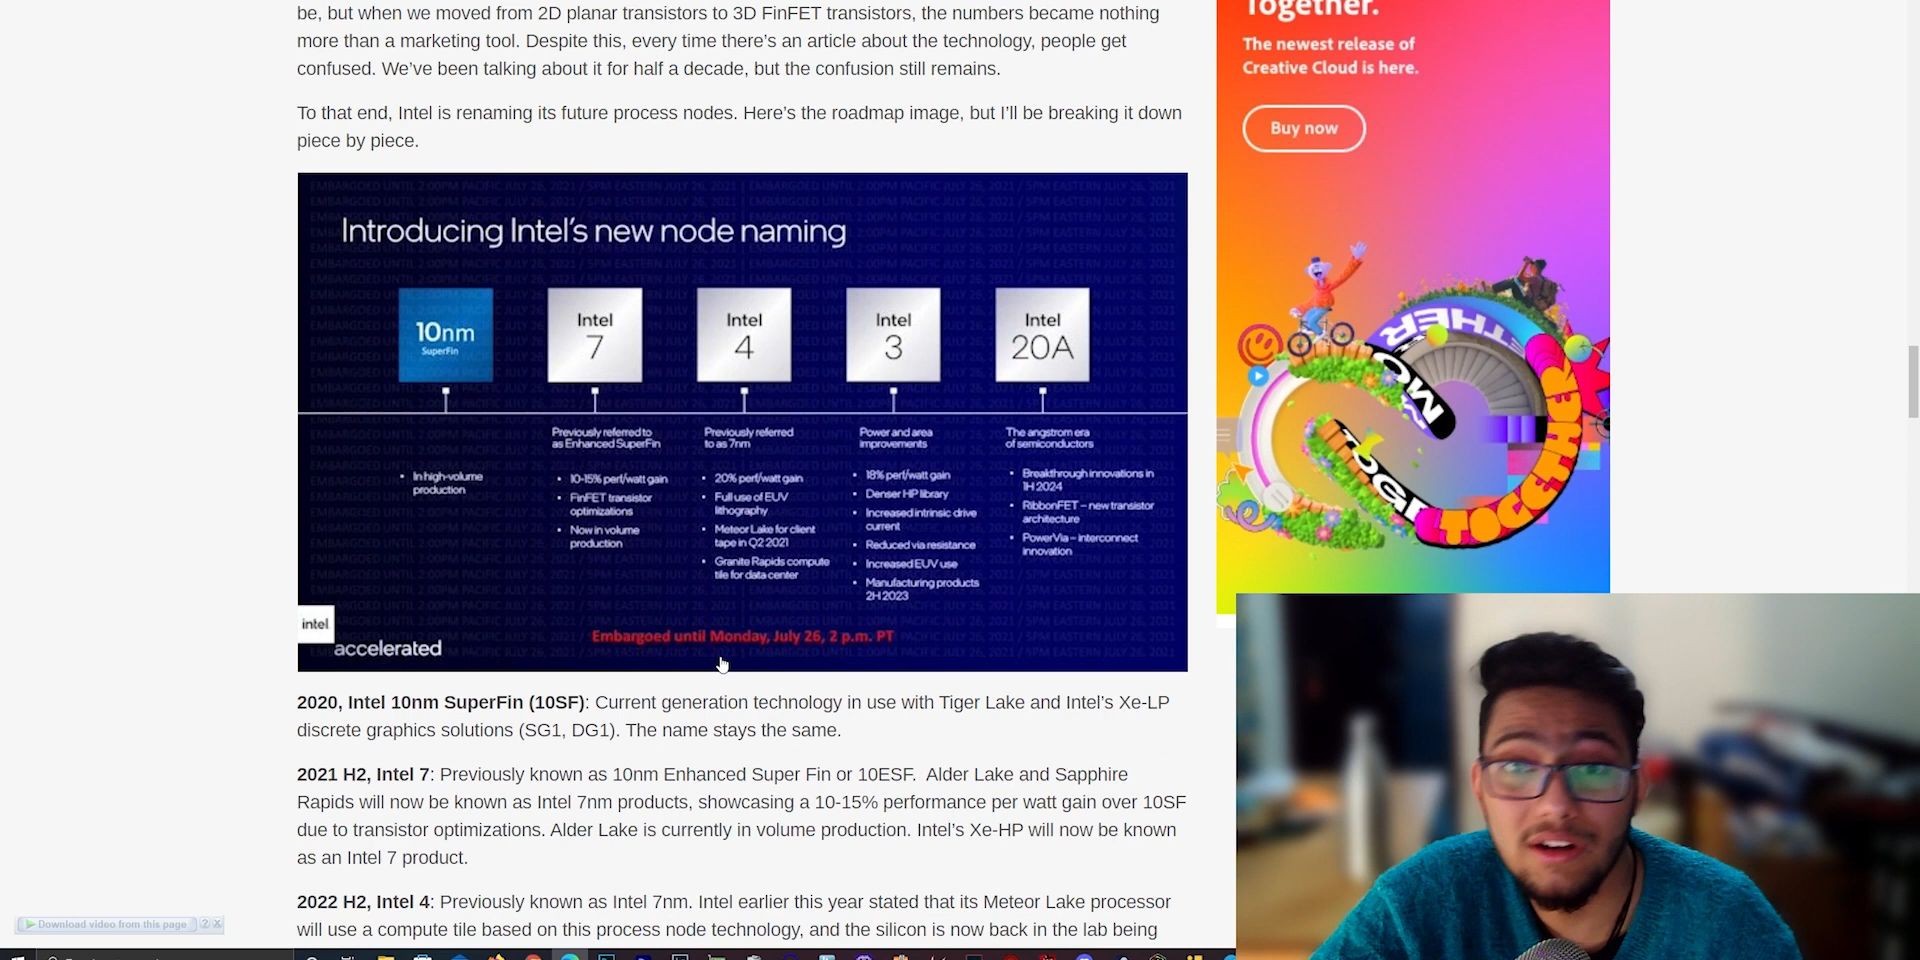 be, but when we moved from 2D planar transistors to 3D FinFET transistors, the numbers became nothing
more than a marketing tool. Despite this, every time there's an article about the technology, people get
confused. We've been talking about it for half a decade, but the confusion still remains.
To that end, Intel is renaming its future process nodes. Here's the roadmap image, but I'll be breaking it down
piece by piece.
Introducing Intel's new node naming
10nm
SuperFin
Intel
7
Intel
4
Intel
3
Intel
20A
• In high-volume
production
Previously referred to
as Enhanced SuperFin
• 10-15% perf/watt gain
• FinFET transistor
optimizations
• Now in volume
production
Previously referred
to as 7nm
• 20% perf/watt gain
• Full use of EUV
lithography
• Meteor Lake for client
tape in Q2 2021
• Granite Rapids compute
tile for data center
Power and area
improvements
• 18% perf/watt gain
• Denser HP library
• Increased intrinsic drive
current
• Reduced via resistance
• Increased EUV use
• Manufacturing products
2H 2023
The angstrom era
of semiconductors
• Breakthrough innovations in
1H 2024
• RibbonFET – new transistor
architecture
• PowerVia – interconnect
innovation
intel
accelerated
Embargoed until Monday, July 26, 2 p.m. PT
2020, Intel 10nm SuperFin (10SF): Current generation technology in use with Tiger Lake and Intel's Xe-LP
discrete graphics solutions (SG1, DG1). The name stays the same.
2021 H2, Intel 7: Previously known as 10nm Enhanced Super Fin or 10ESF.  Alder Lake and Sapphire
Rapids will now be known as Intel 7nm products, showcasing a 10-15% performance per watt gain over 10SF
due to transistor optimizations. Alder Lake is currently in volume production. Intel's Xe-HP will now be known
as an Intel 7 product.
2022 H2, Intel 4: Previously known as Intel 7nm. Intel earlier this year stated that its Meteor Lake processor
will use a compute tile based on this process node technology, and the silicon is now back in the lab being
Together.
The newest release of
Creative Cloud is here.
Buy now
TOGETHER
Download video from this page